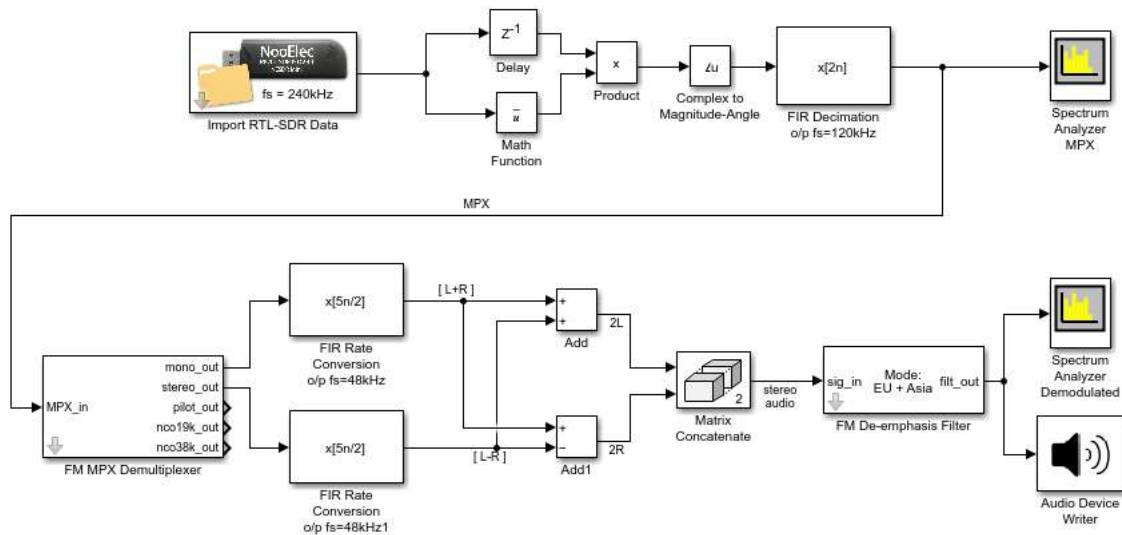 NooElec
fs = 240kHz
Import RTL-SDR Data
Z-1
Delay
u
Math
Function
x
Product
∠u
Complex to
Magnitude-Angle
x[2n]
FIR Decimation
o/p fs=120kHz
Spectrum
Analyzer
MPX
MPX
MPX_in
mono_out
stereo_out
pilot_out
nco19k_out
nco38k_out
FM MPX Demultiplexer
x[5n/2]
FIR Rate
Conversion
o/p fs=48kHz
x[5n/2]
FIR Rate
Conversion
o/p fs=48kHz1
[ L+R ]
[ L-R ]
+
+
Add
2L
+
−
Add1
2R
2
Matrix
Concatenate
stereo
audio
sig_in
Mode:
EU + Asia
filt_out
FM De-emphasis Filter
Spectrum
Analyzer
Demodulated
Audio Device
Writer